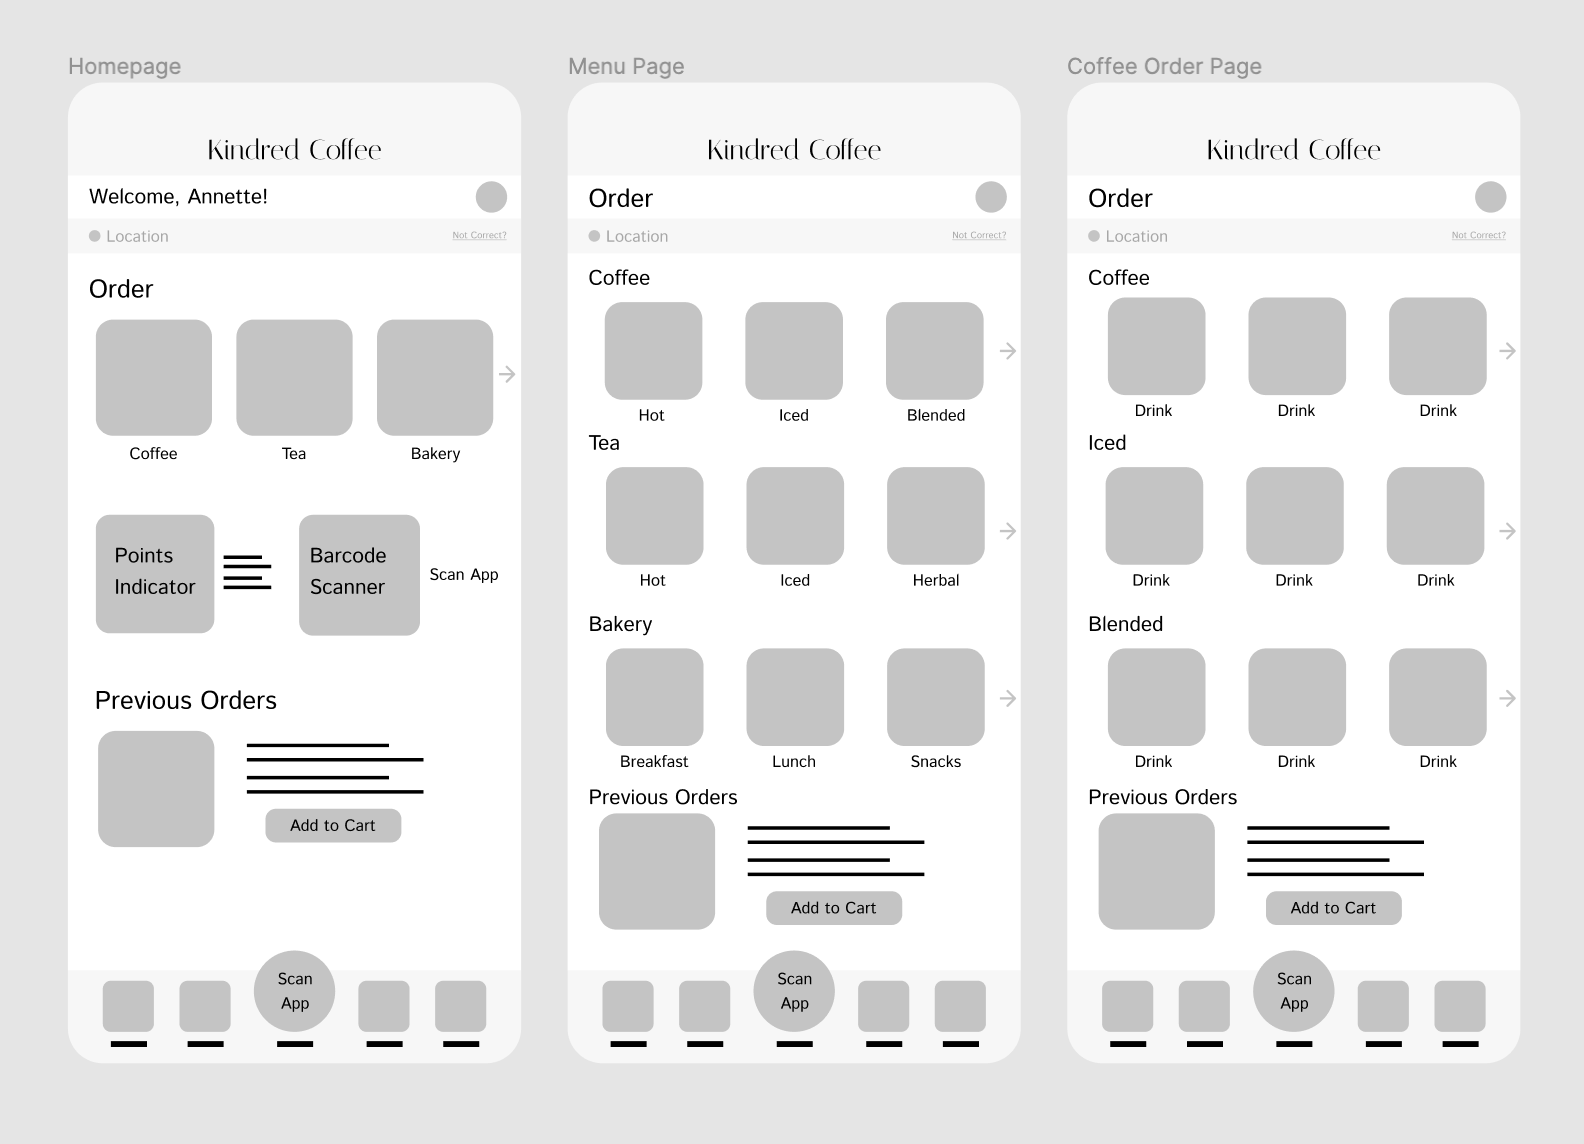 Homepage
Kindred Coffee
Welcome, Annette!
Location
Not Correct?
Order
Coffee
Tea
Bakery
Points
Indicator
Barcode
Scanner
Scan App
Previous Orders
Add to Cart
Scan
App
Menu Page
Kindred Coffee
Order
Location
Not Correct?
Coffee
Hot
Iced
Blended
Tea
Hot
Iced
Herbal
Bakery
Breakfast
Lunch
Snacks
Previous Orders
Add to Cart
Scan
App
Coffee Order Page
Kindred Coffee
Order
Location
Not Correct?
Coffee
Drink
Drink
Drink
Iced
Drink
Drink
Drink
Blended
Drink
Drink
Drink
Previous Orders
Add to Cart
Scan
App